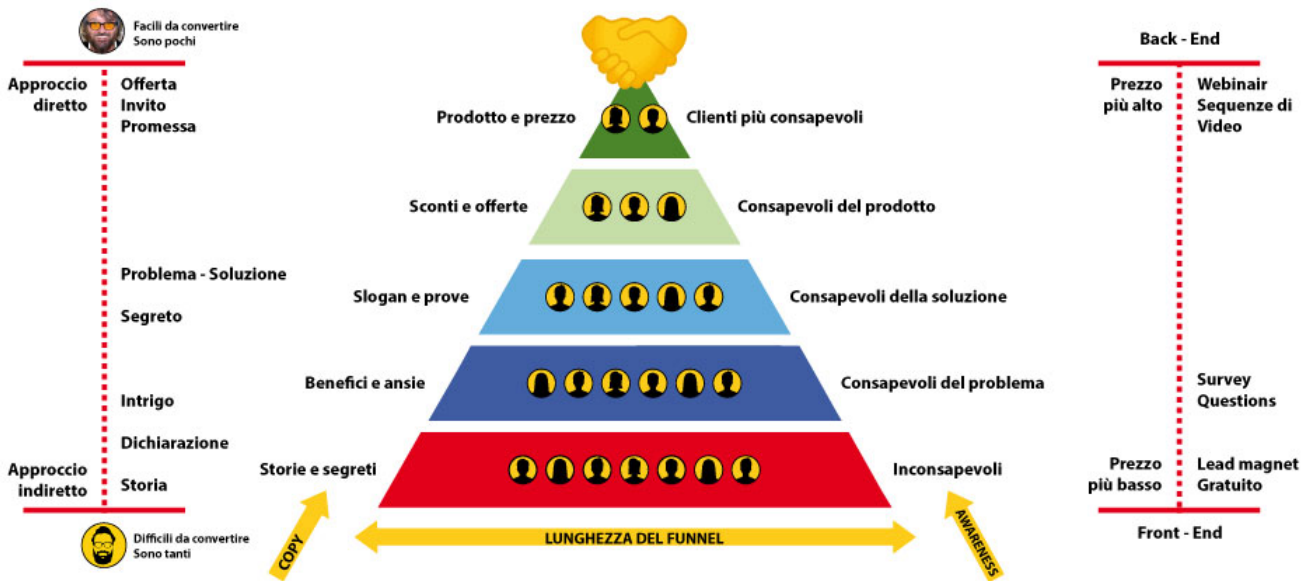 Facili da convertire
Sono pochi
Approccio
diretto
Offerta
Invito
Promessa
Problema - Soluzione
Segreto
Intrigo
Dichiarazione
Approccio
indiretto
Storia
Difficili da convertire
Sono tanti
Prodotto e prezzo
Clienti più consapevoli
Sconti e offerte
Consapevoli del prodotto
Slogan e prove
Consapevoli della soluzione
Benefici e ansie
Consapevoli del problema
Storie e segreti
Inconsapevoli
COPY
LUNGHEZZA DEL FUNNEL
AWARENESS
Back - End
Prezzo
più alto
Webinair
Sequenze di
Video
Survey
Questions
Prezzo
più basso
Lead magnet
Gratuito
Front - End